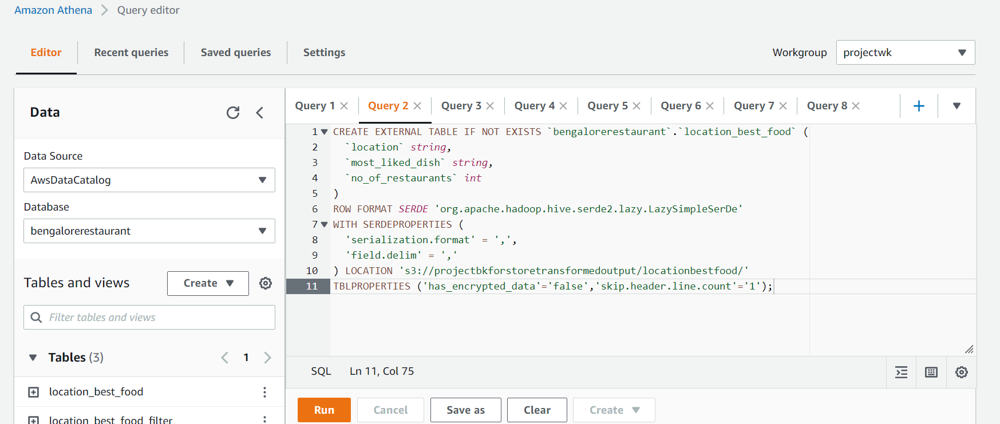 Amazon Athena > Query editor
Editor Recent queries Saved queries Settings
Workgroup projectwk
Data
Data Source
AwsDataCatalog
Database
bengalorerestaurant
Tables and views Create
Filter tables and views
Tables (3) 1
location_best_food
location_best_food_filter
Query 1 Query 2 Query 3 Query 4 Query 5 Query 6 Query 7 Query 8
1 CREATE EXTERNAL TABLE IF NOT EXISTS `bengalorerestaurant`.`location_best_food` (
2 `location` string,
3 `most_liked_dish` string,
4 `no_of_restaurants` int
5 )
6 ROW FORMAT SERDE 'org.apache.hadoop.hive.serde2.lazy.LazySimpleSerDe'
7 WITH SERDEPROPERTIES (
8 'serialization.format' = ',',
9 'field.delim' = ','
10 ) LOCATION 's3://projectbkforstoretransformedoutput/locationbestfood/'
11 TBLPROPERTIES ('has_encrypted_data'='false','skip.header.line.count'='1');
SQL Ln 11, Col 75
Run Cancel Save as Clear Create